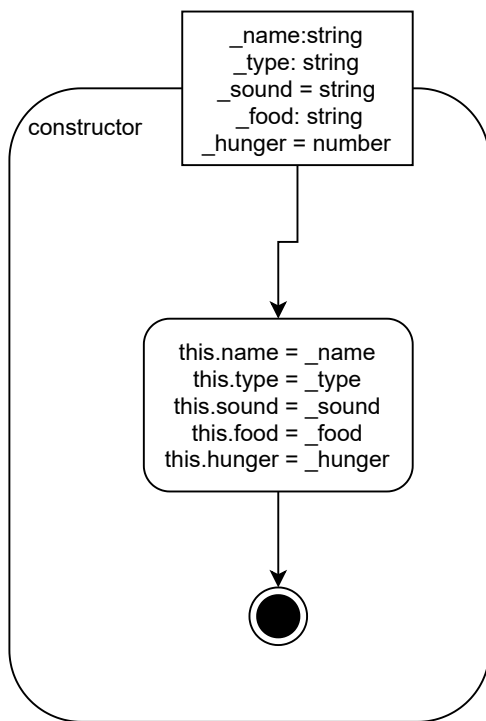 _name:string
_type: string
_sound = string
_food: string
_hunger = number
constructor
this.name = _name
this.type = _type
this.sound = _sound
this.food = _food
this.hunger = _hunger